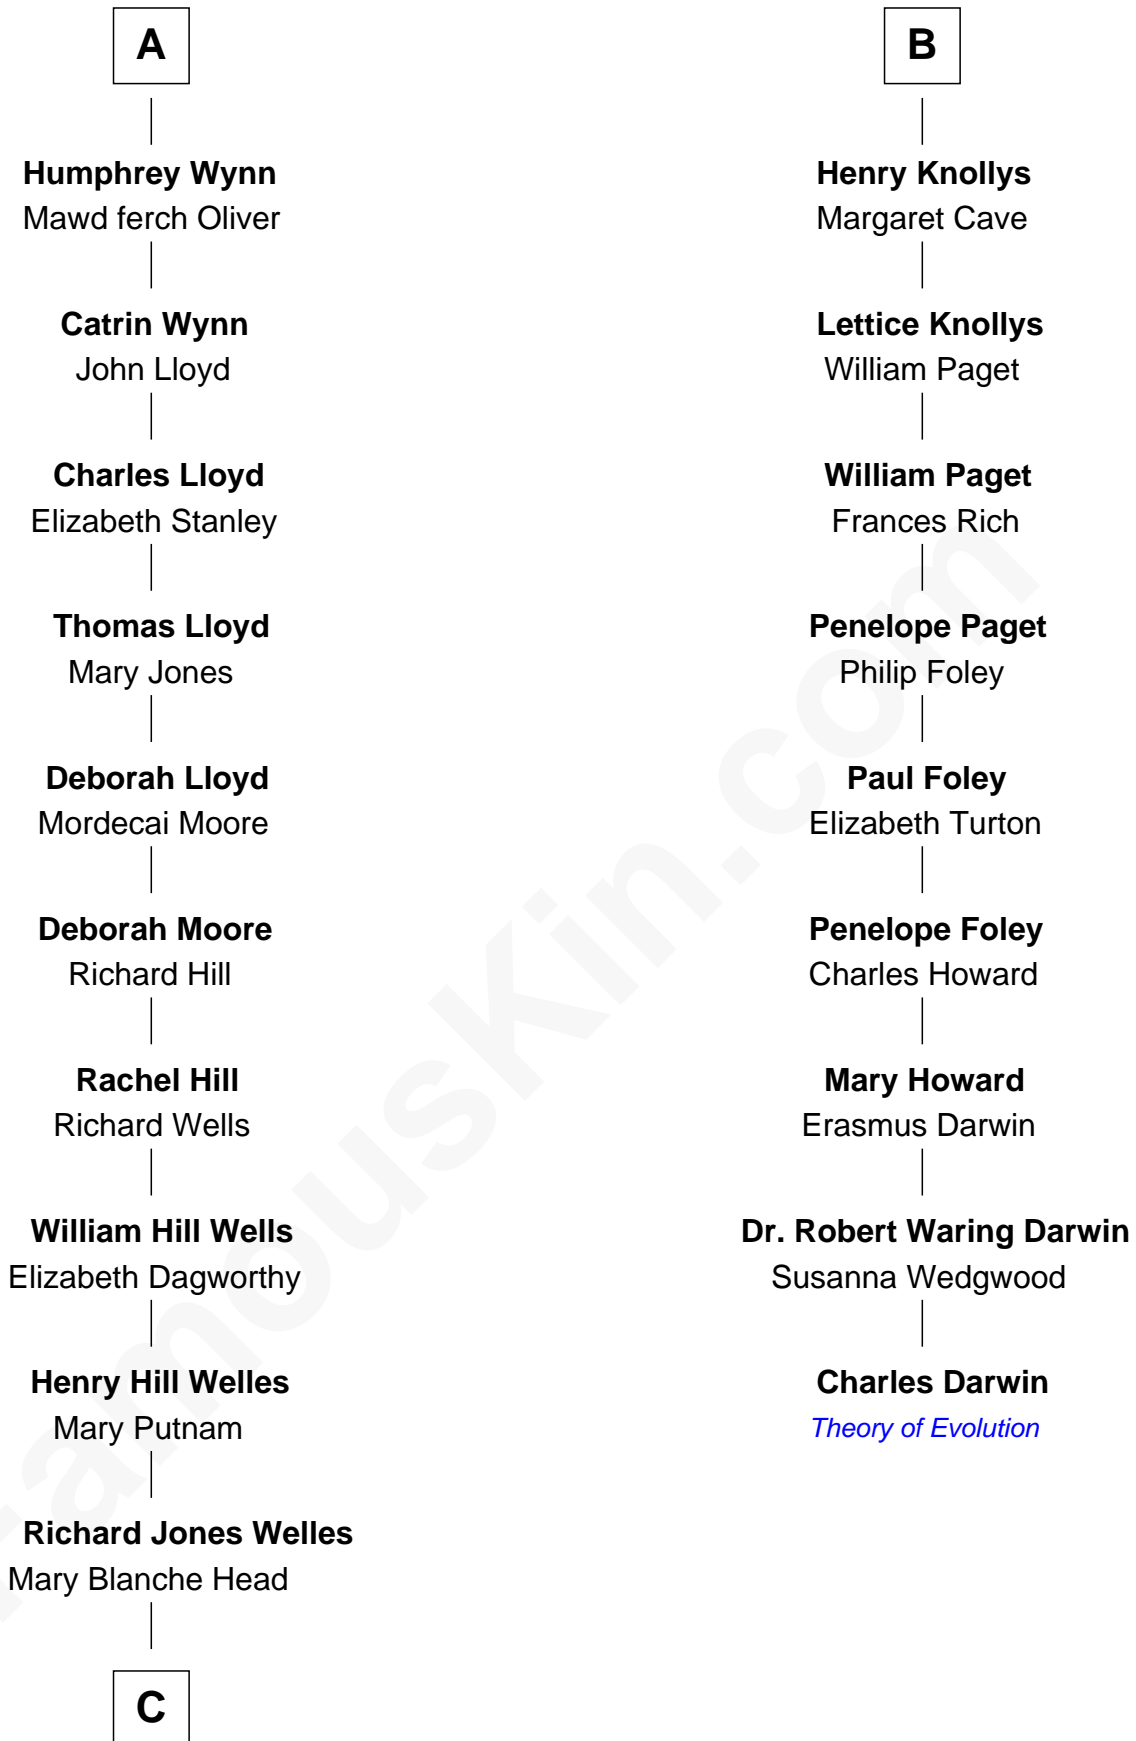 A
Humphrey Wynn
Mawd ferch Oliver
Catrin Wynn
John Lloyd
Charles Lloyd
Elizabeth Stanley
Thomas Lloyd
Mary Jones
Deborah Lloyd
Mordecai Moore
Deborah Moore
Richard Hill
Rachel Hill
Richard Wells
William Hill Wells
Elizabeth Dagworthy
Henry Hill Welles
Mary Putnam
Richard Jones Welles
Mary Blanche Head
C
B
Henry Knollys
Margaret Cave
Lettice Knollys
William Paget
William Paget
Frances Rich
Penelope Paget
Philip Foley
Paul Foley
Elizabeth Turton
Penelope Foley
Charles Howard
Mary Howard
Erasmus Darwin
Dr. Robert Waring Darwin
Susanna Wedgwood
Charles Darwin
Theory of Evolution
FamousKin.com